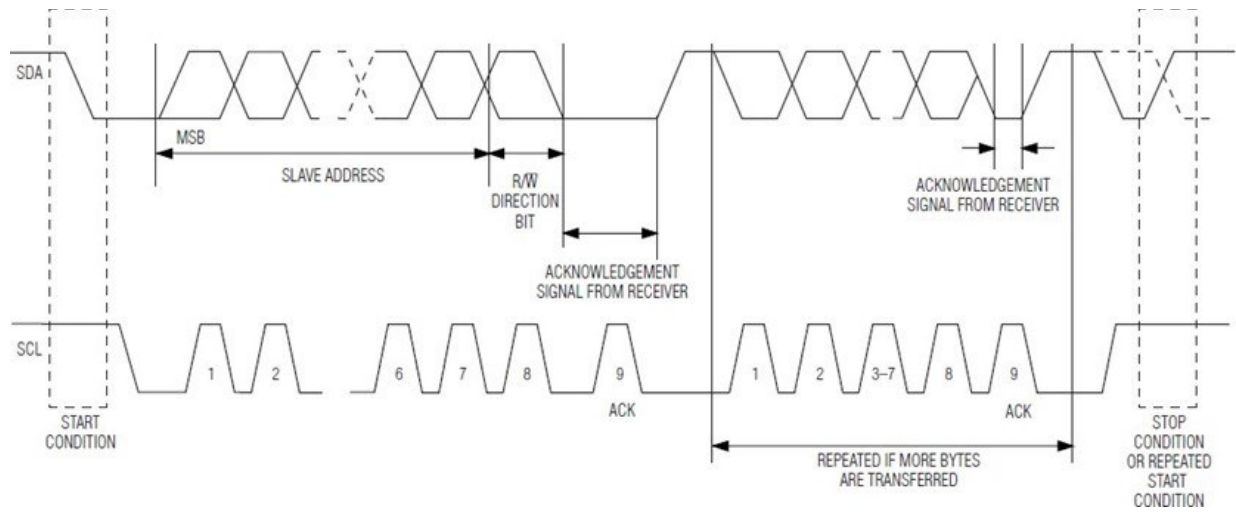 SDA
MSB
SLAVE ADDRESS
R/W
DIRECTION
BIT
ACKNOWLEDGEMENT
SIGNAL FROM RECEIVER
ACKNOWLEDGEMENT
SIGNAL FROM RECEIVER
SCL
1 2 6 7 8 9 1 2 3–7 8 9
ACK ACK
START
CONDITION
REPEATED IF MORE BYTES
ARE TRANSFERRED
STOP
CONDITION
OR REPEATED
START
CONDITION